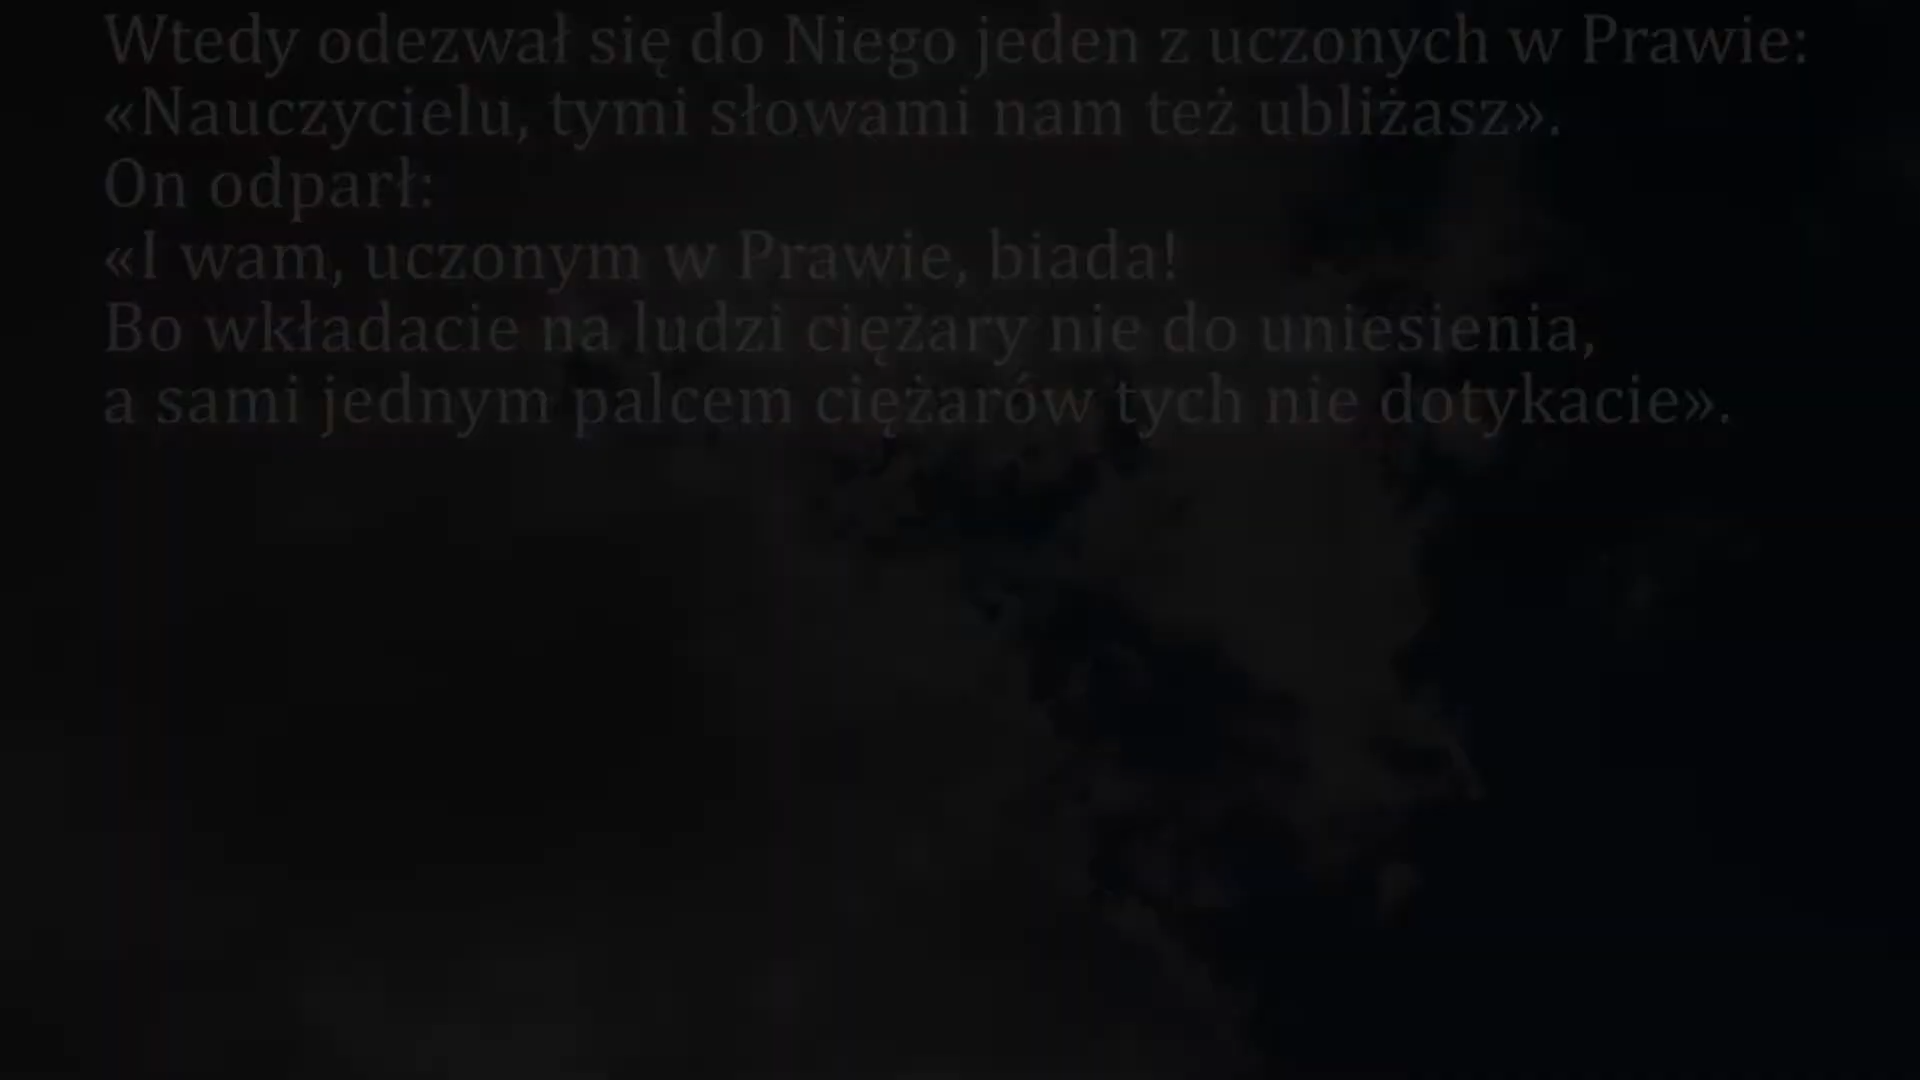 Wtedy odezwał się do Niego jeden z uczonych w Prawie:
«Nauczycielu, tymi słowami nam też ubliżasz».
On odparł:
«I wam, uczonym w Prawie, biada!
Bo wkładacie na ludzi ciężary nie do uniesienia,
a sami jednym palcem ciężarów tych nie dotykacie».